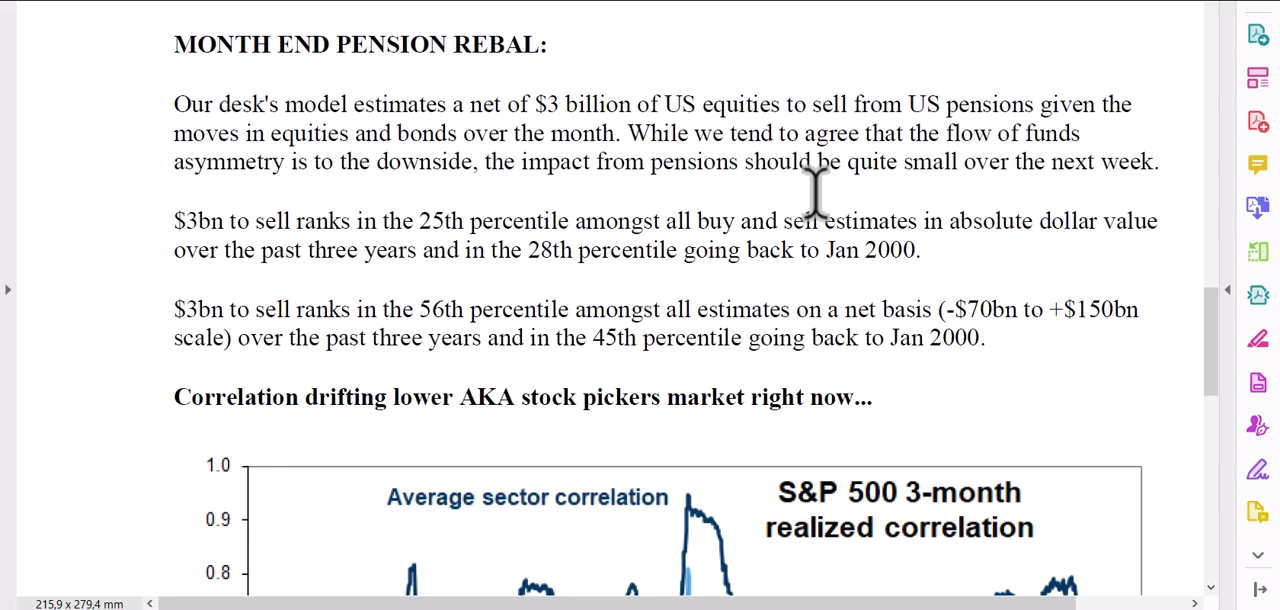 MONTH END PENSION REBAL:
Our desk's model estimates a net of $3 billion of US equities to sell from US pensions given the
moves in equities and bonds over the month. While we tend to agree that the flow of funds
asymmetry is to the downside, the impact from pensions should be quite small over the next week.
$3bn to sell ranks in the 25th percentile amongst all buy and sell estimates in absolute dollar value
over the past three years and in the 28th percentile going back to Jan 2000.
$3bn to sell ranks in the 56th percentile amongst all estimates on a net basis (-$70bn to +$150bn
scale) over the past three years and in the 45th percentile going back to Jan 2000.
Correlation drifting lower AKA stock pickers market right now...
1.0
Average sector correlation
S&P 500 3-month
realized correlation
0.9
0.8
215,9 x 279,4 mm